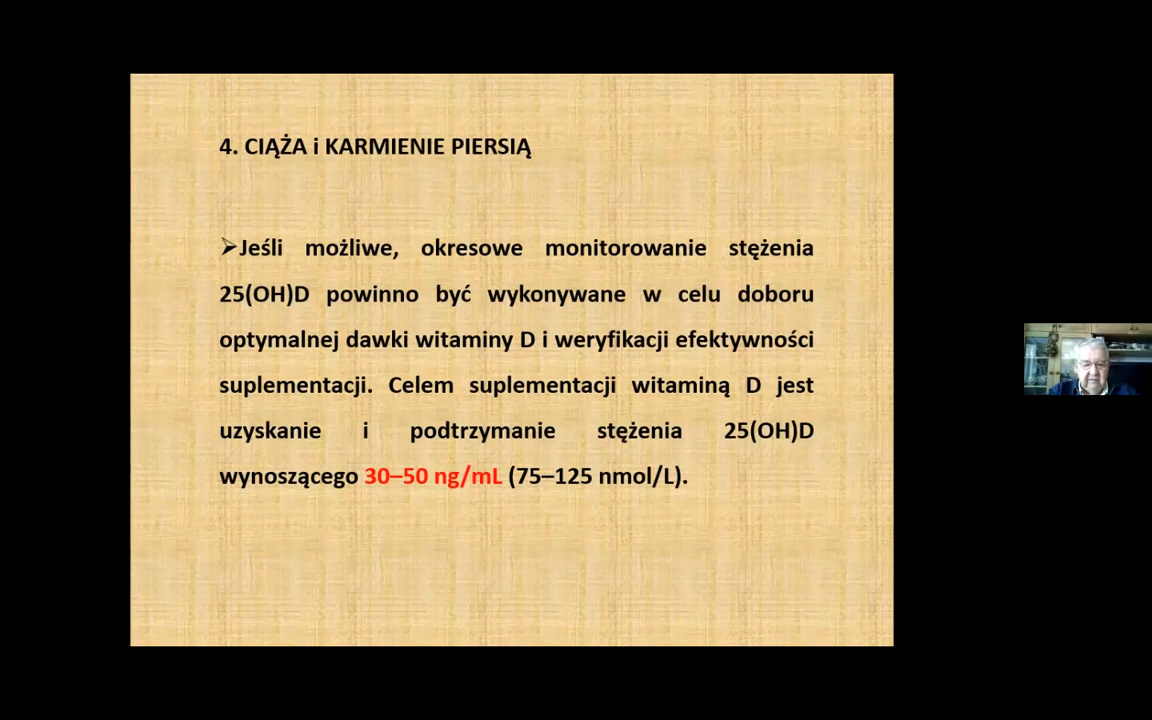 4. CIĄŻA i KARMIENIE PIERSIĄ
➢Jeśli możliwe, okresowe monitorowanie stężenia
25(OH)D powinno być wykonywane w celu doboru
optymalnej dawki witaminy D i weryfikacji efektywności
suplementacji. Celem suplementacji witaminą D jest
uzyskanie i podtrzymanie stężenia 25(OH)D
wynoszącego 30–50 ng/mL (75–125 nmol/L).